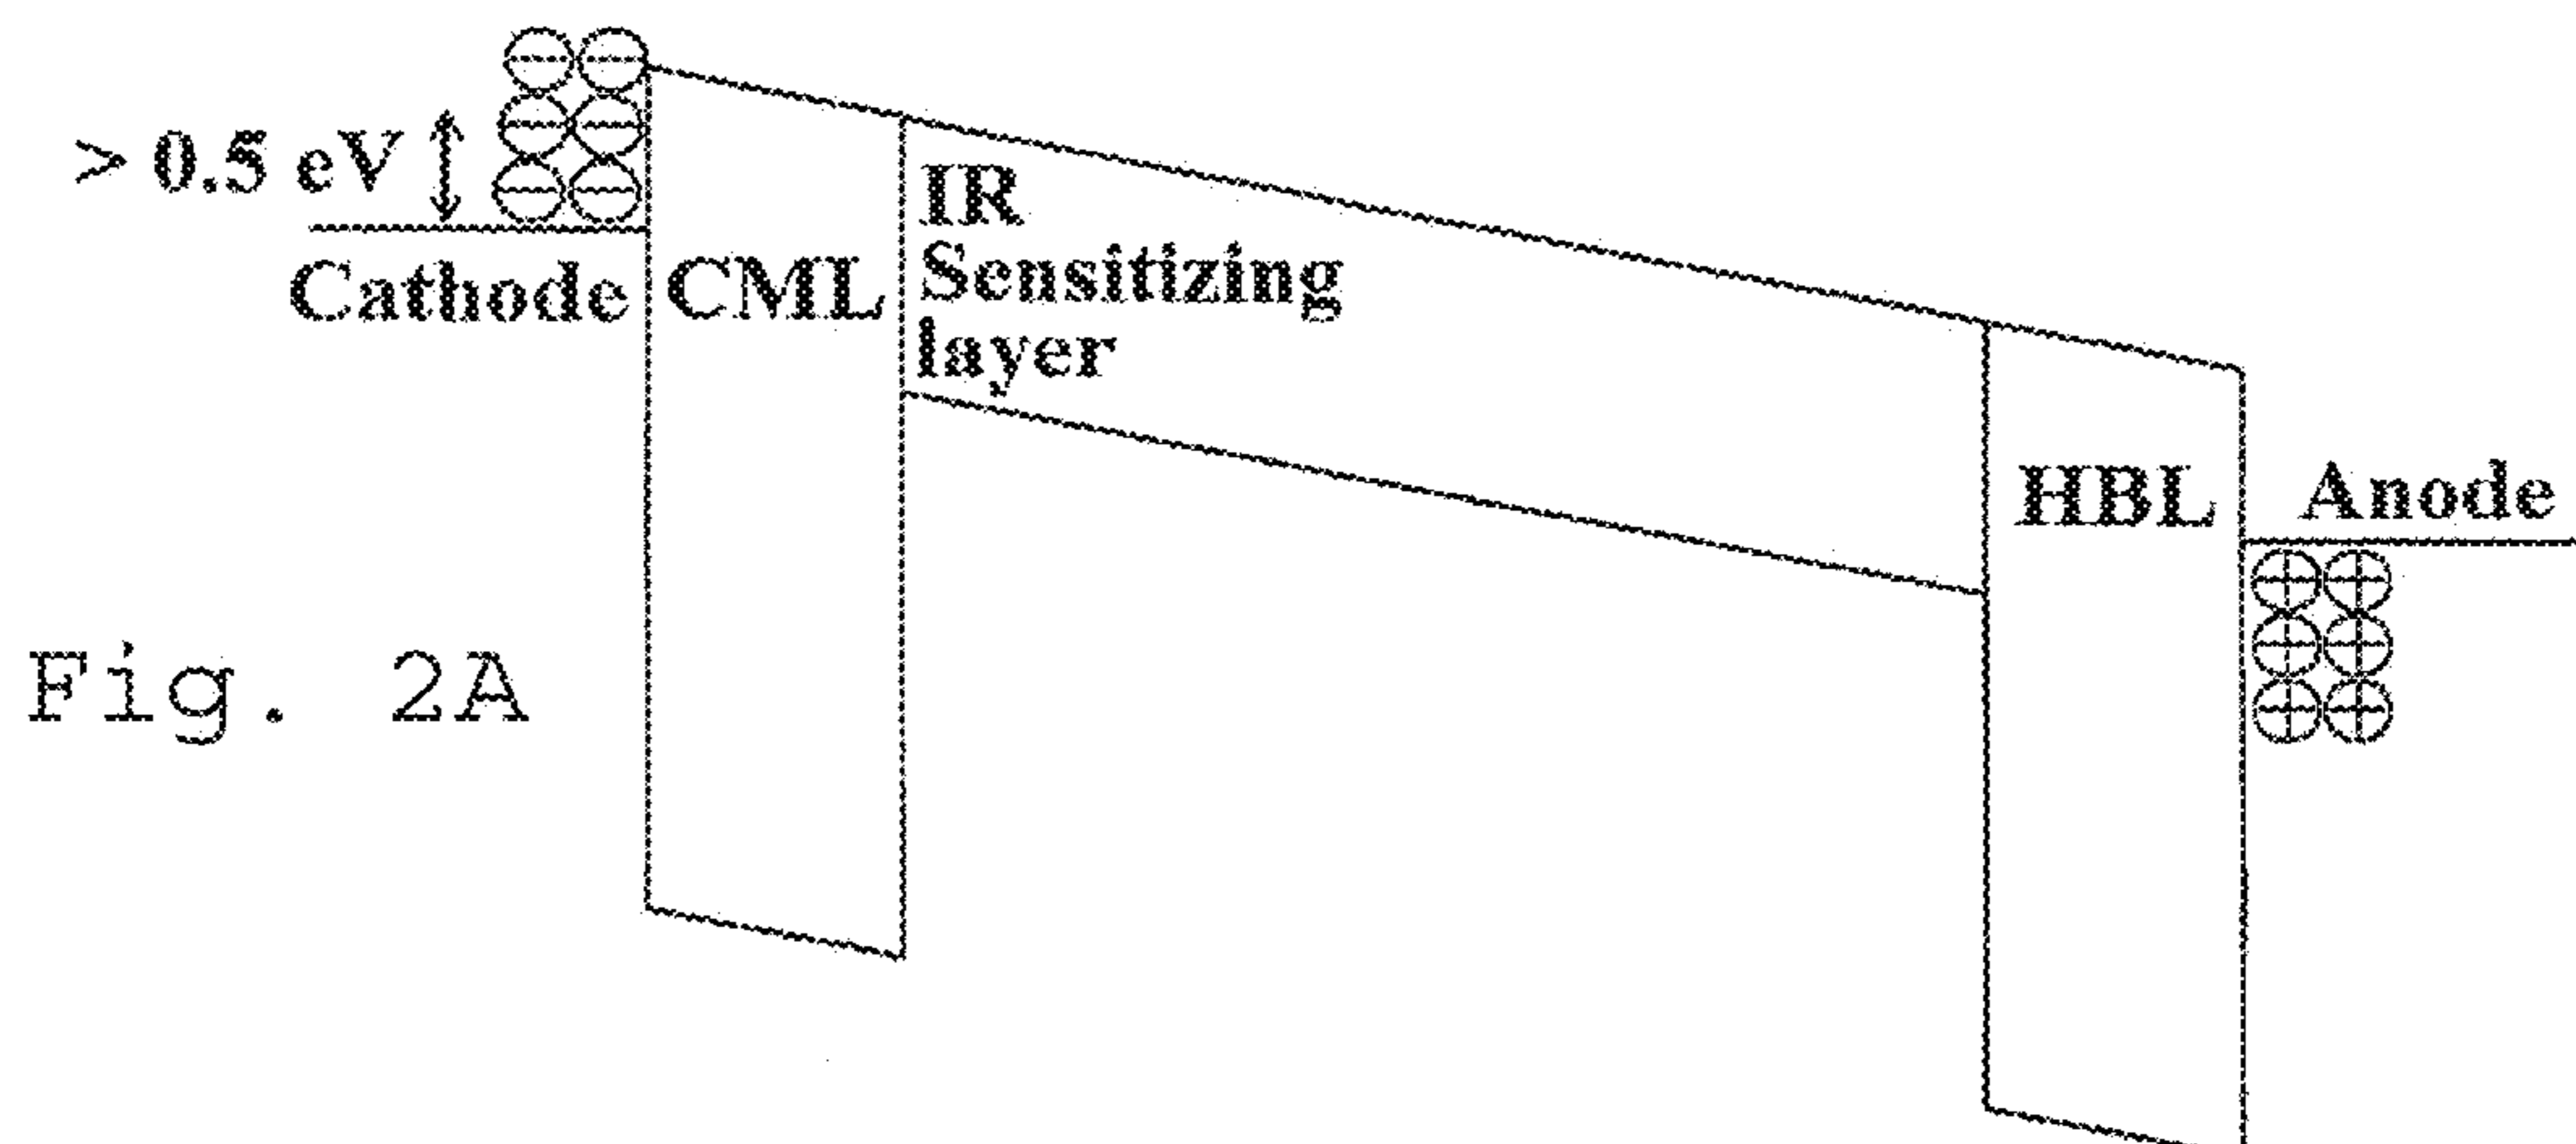 > 0.5 eV
Cathode
CML
IR
Sensitizing
layer
HBL
Anode
Fig. 2A